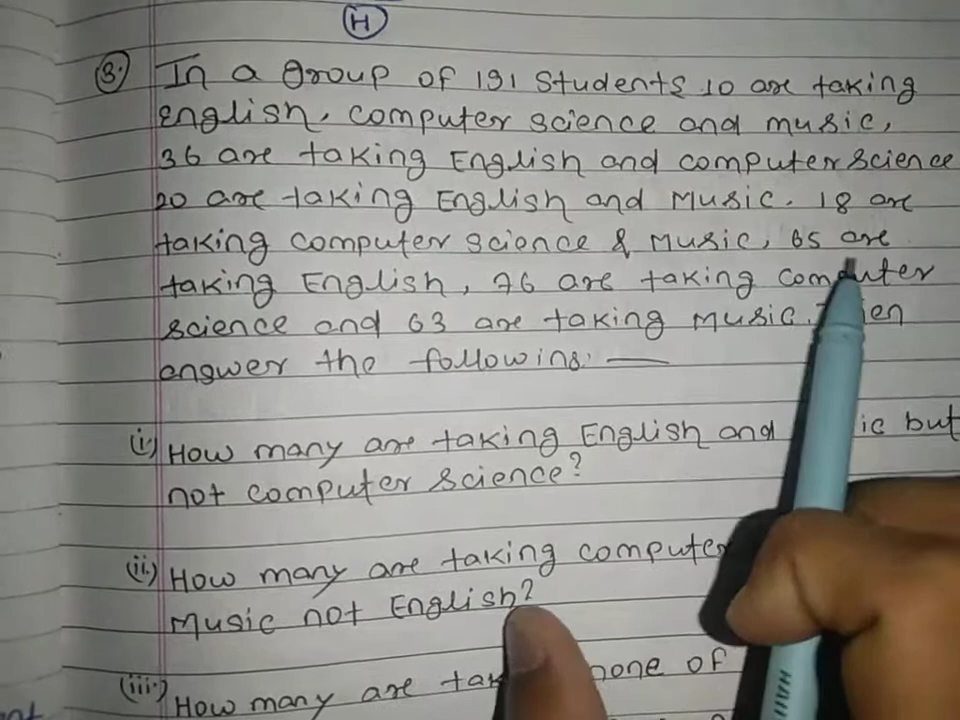 H
3. In a group of 191 students 10 are taking
english, computer science and music,
36 are taking English and computer science
20 are taking English and Music. 18 are
taking computer science & Music, 65 are
taking English, 76 are taking computer
science and 63 are taking music.
answer the following: —
(i) How many are taking English and but
not computer science?
(ii.) How many are taking computer
Music not English?
(iii.) How many are none of